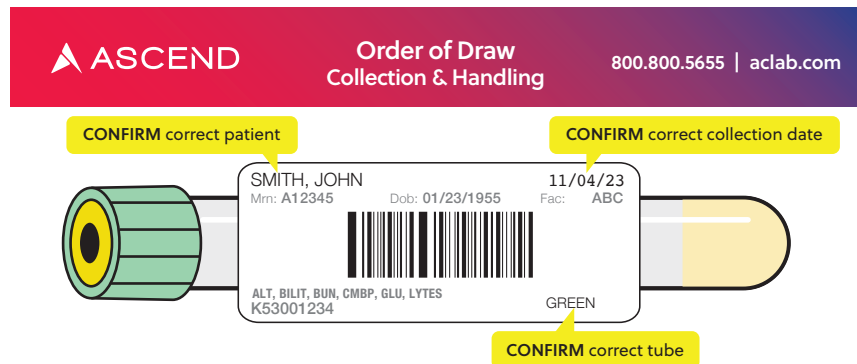 ASCEND
Order of Draw
Collection & Handling
800.800.5655 | aclab.com
CONFIRM correct patient
CONFIRM correct collection date
SMITH, JOHN
11/04/23
Mrn: A12345 Dob: 01/23/1955 Fac: ABC
ALT, BILIT, BUN, CMBP, GLU, LYTES
K53001234
GREEN
CONFIRM correct tube